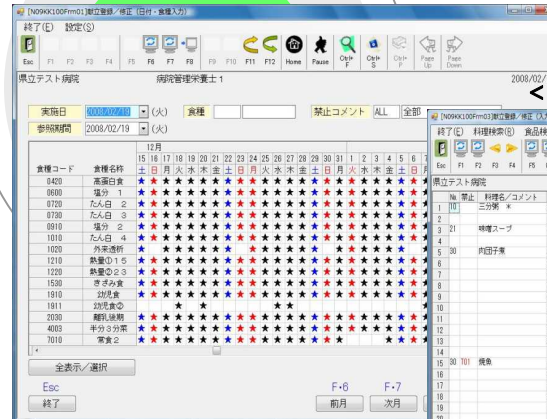 [N09KK100Frm01]献立登録/修正 (日付・食種入力)
終了(E) 設定(S)
Esc F1 F2 F3 F4 F5 F6 F7 F8 F9 F10 F11 F12 Home Pause Ctrl+F Ctrl+S Ctrl+P Page Up Page Down
県立テスト病院 病院管理栄養士1 2008/02/
<
実施日 2008/02/19 (火) 食種 禁止コメント ALL 全部
参照期間 2008/02/19 (火)
12月
15 16 17 18 19 20 21 22 23 24 25 26 27 28 29 30 31 1 2 3 4 5 6 7
食種コード 食種名称 土 日 月 火 水 木 金 土 日 月 火 水 木 金 土 日 月 火 水 木 金 土 日
0420 高蛋白食
0600 塩分 1
0720 たん白 2
0730 たん白 3
0910 塩分 2
1010 たん白 4
1020 外来透析
1210 熱量①15
1220 熱量②23
1530 きざみ食
1910 幼児食
1911 幼児食②
2030 離乳後期
4003 半分3分菜
7010 常食2
全表示/選択
Esc F・6 F・7
終了 前月 次月
[N09KK100Frm03]献立登録/修正 (入
終了(E) 料理検索(R) 食品検
Esc F1 F2 F3 F4 F5
県立テスト病院
No. 禁止 料理名/コメント
1 10 三分粥 *
2
3 21 味噌スープ
4
5 30 肉団子煮
6
7
8
9
10
11
12
13
14
15 30 T01 焼魚
16
17
18
19
20